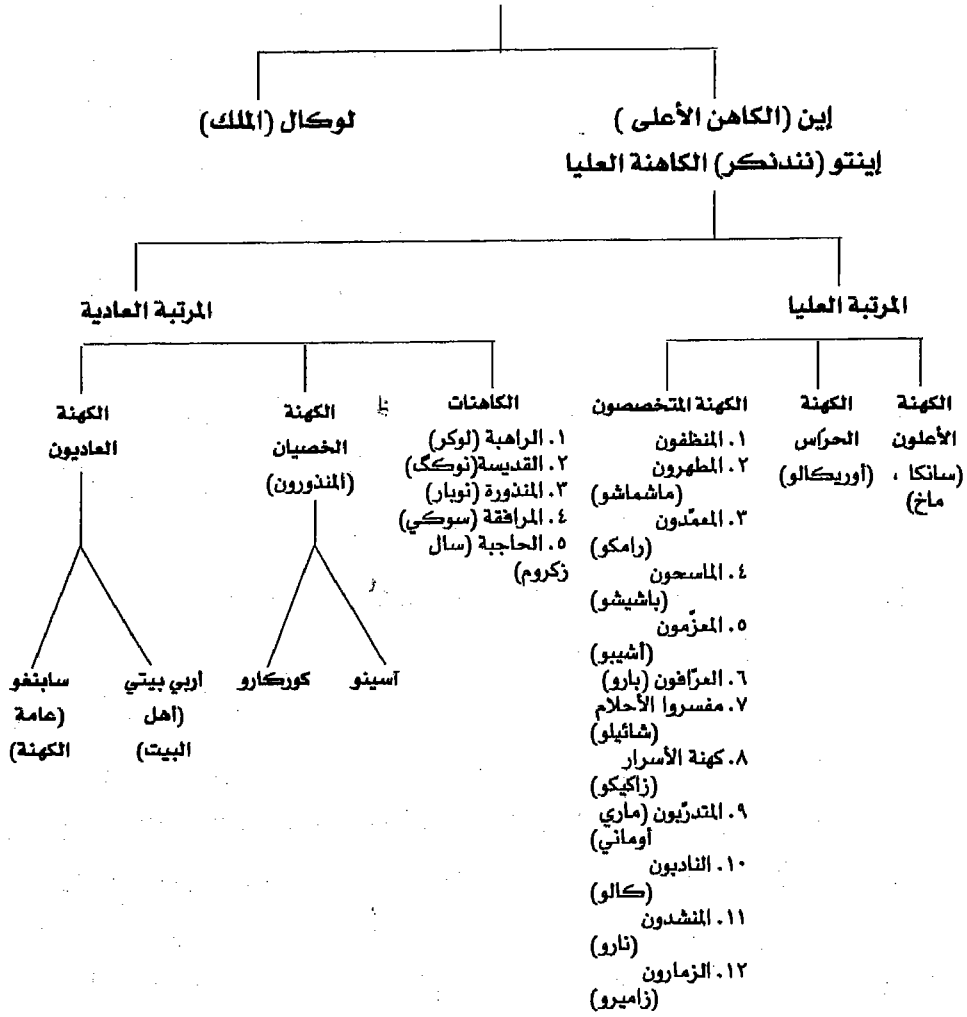 إين (الكاهن الأعلى )
إينتو (نندنكر) الكاهنة العليا
لوكال (الملك)
المرتبة العليا
المرتبة العادية
الكهنة
الأعلون
(سانكا ،
ماخ)
الكهنة
الحرّاس
(أوريكالو)
الكهنة المتخصصون
١. المنظفون
٢. المطهرون
(ماشماشو)
٣. المعمّدون
(رامكو)
٤. الماسحون
(باشيشو)
٥. المعزّمون
(أشيبو)
٦. العرّافون (بارو)
٧. مفسروا الأحلام
(شائيلو)
٨. كهنة الأسرار
(زاكيكو)
٩. المتدرّبون (ماري
أوماني)
١٠. النادبون
(كالو)
١١. المنشدون
(نارو)
١٢. الزمارون
(زاميرو)
الكاهنات
١. الراهبة (لوكر)
٢. القديسة(نوكگ)
٣. المنذورة (نوبار)
٤. المرافقة (سوكي)
٥. الحاجبة (سال
زكروم)
الكهنة
الخصيان
(المنذورون)
آسينو
كوركارو
الكهنة
العاديون
أربي بيتي
(أهل
البيت)
سابنغو
(عامة
الكهنة)